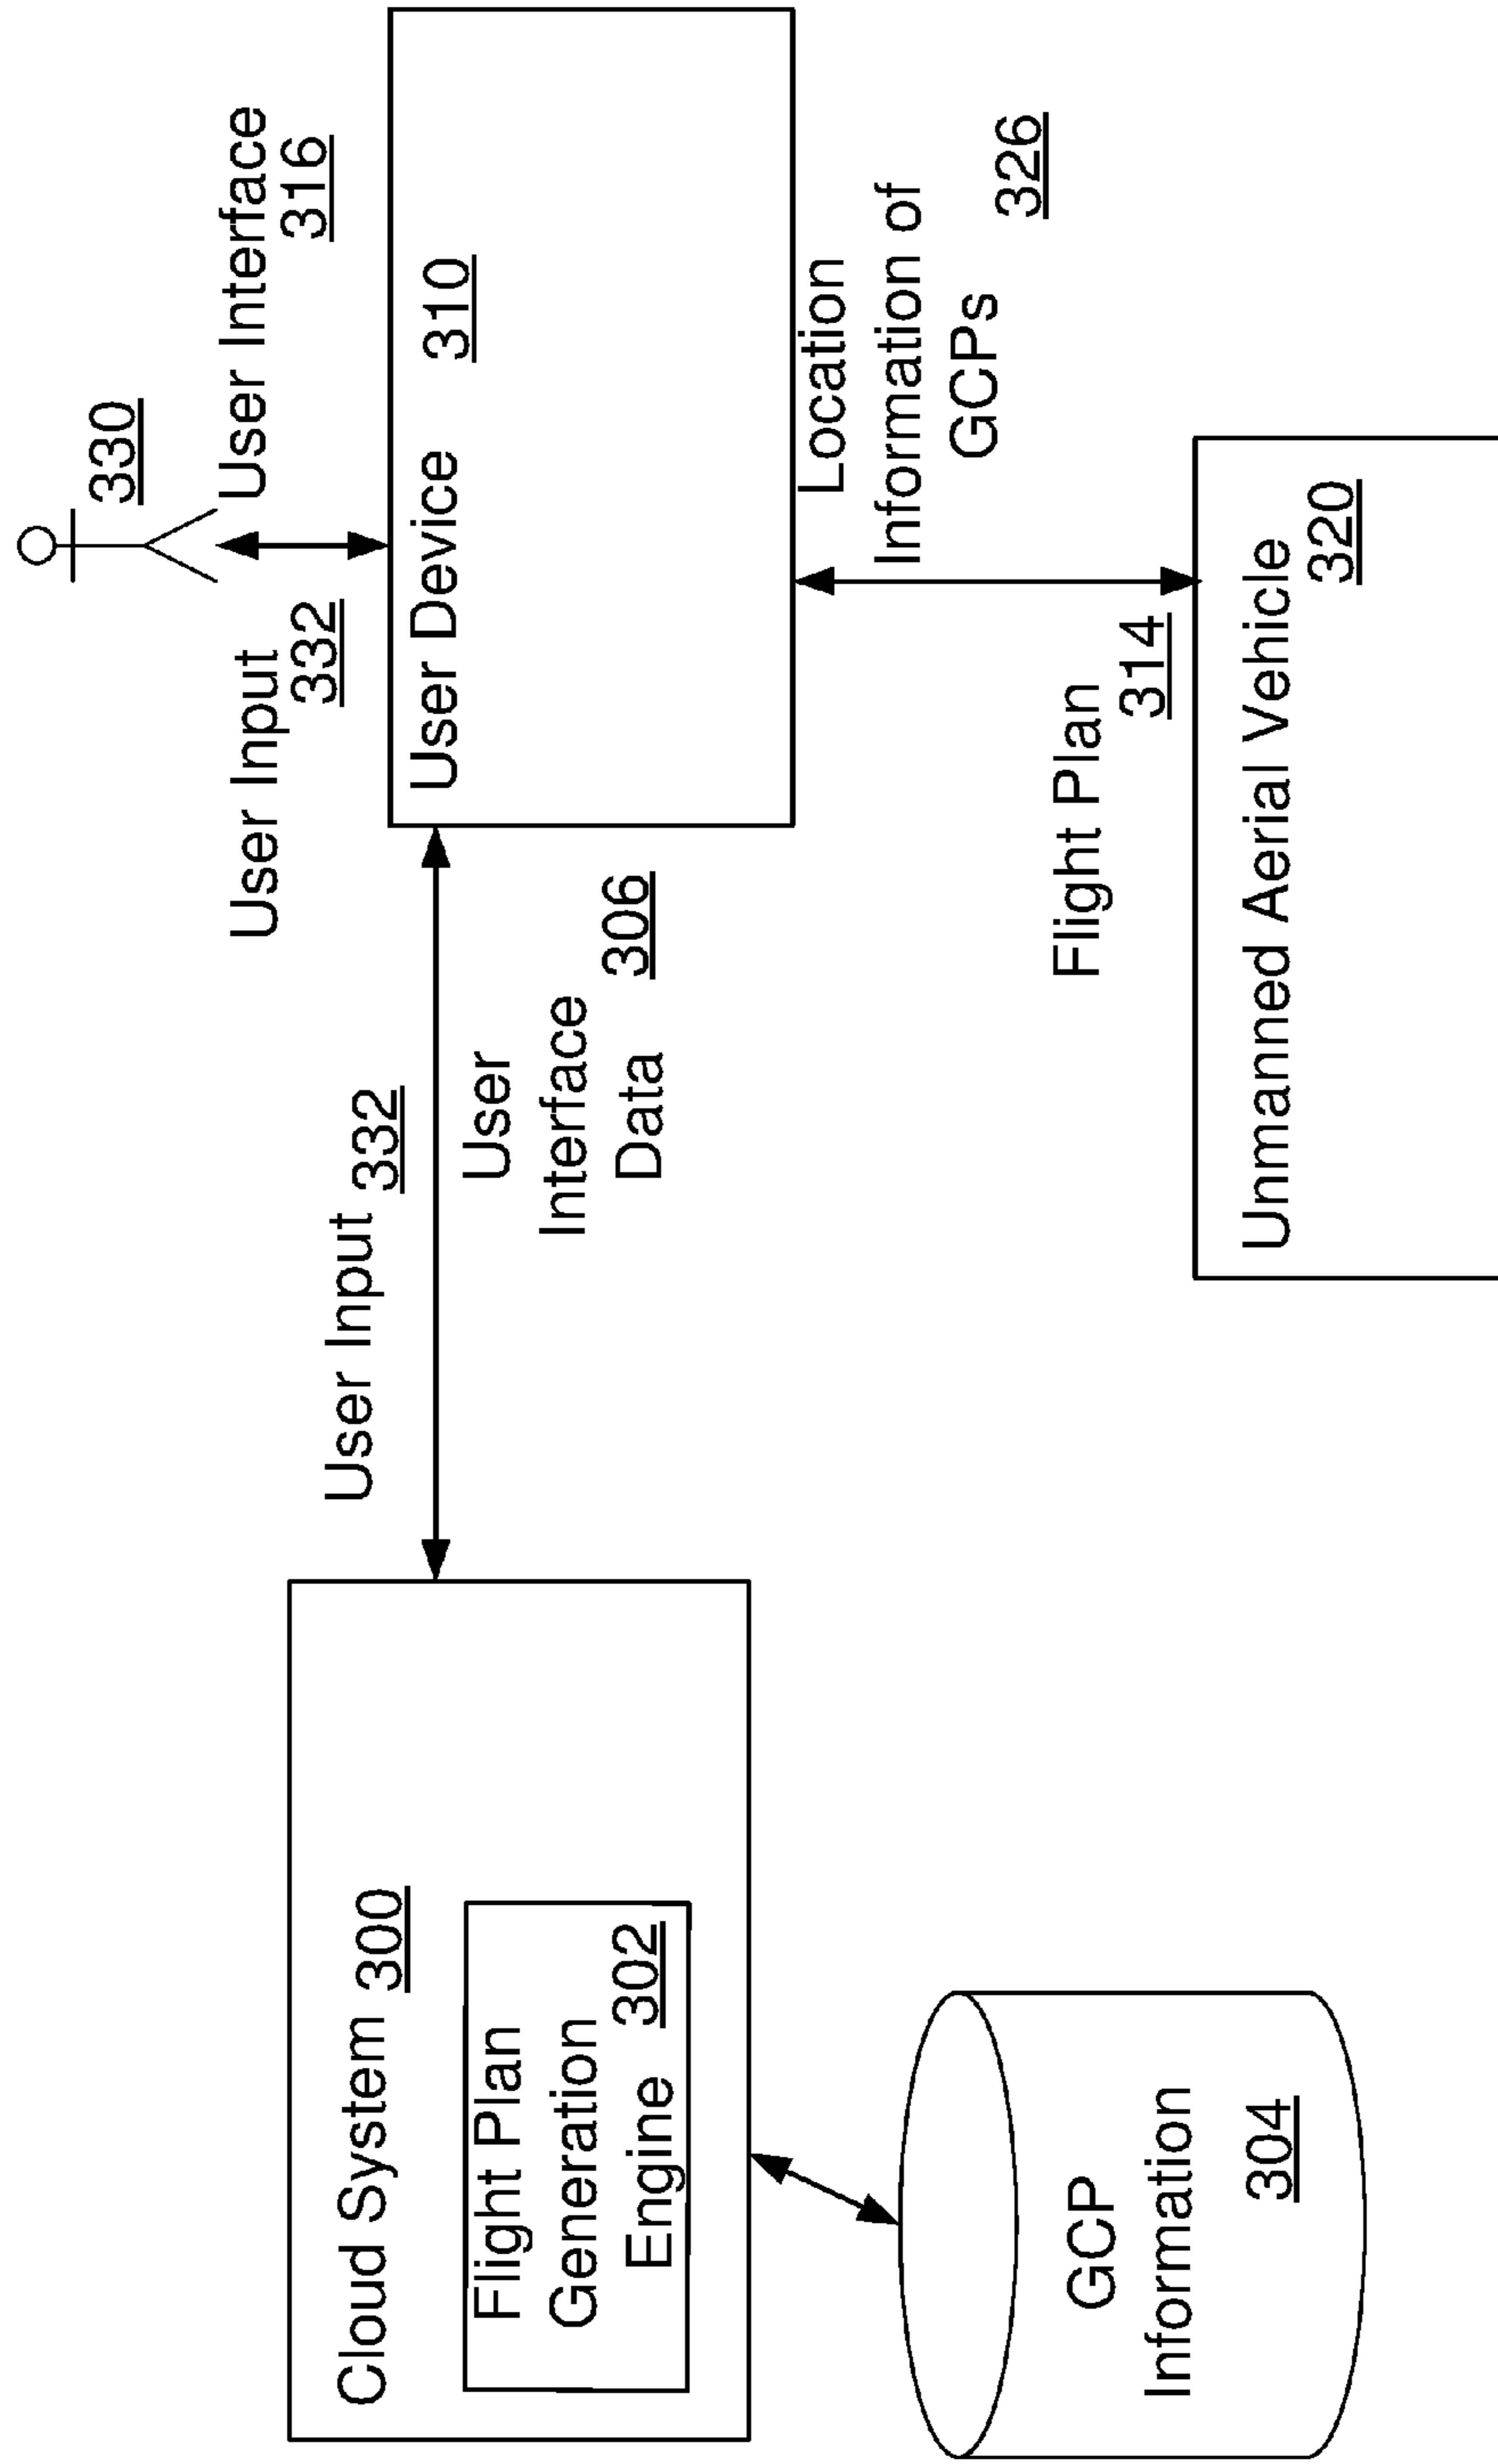 330
User Input
332
User Interface
316
Cloud System 300
Flight Plan
Generation
Engine 302
User Input 332
User
Interface 306
Data
User Device 310
GCP
Information
304
Flight Plan
314
Location
Information of
GCPs 326
Unmanned Aerial Vehicle
320